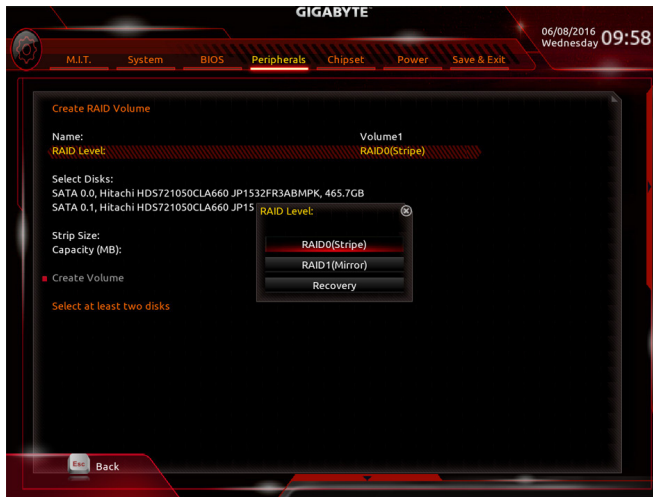 GIGABYTE™
06/08/2016
Wednesday
09:58
M.I.T. System BIOS Peripherals Chipset Power Save & Exit
Create RAID Volume
Name: Volume1
RAID Level: RAID0(Stripe)
Select Disks:
SATA 0.0, Hitachi HDS721050CLA660 JP1532FR3ABMPK, 465.7GB
SATA 0.1, Hitachi HDS721050CLA660 JP15
RAID Level:
RAID0(Stripe)
RAID1(Mirror)
Recovery
Strip Size:
Capacity (MB):
Create Volume
Select at least two disks
Esc Back